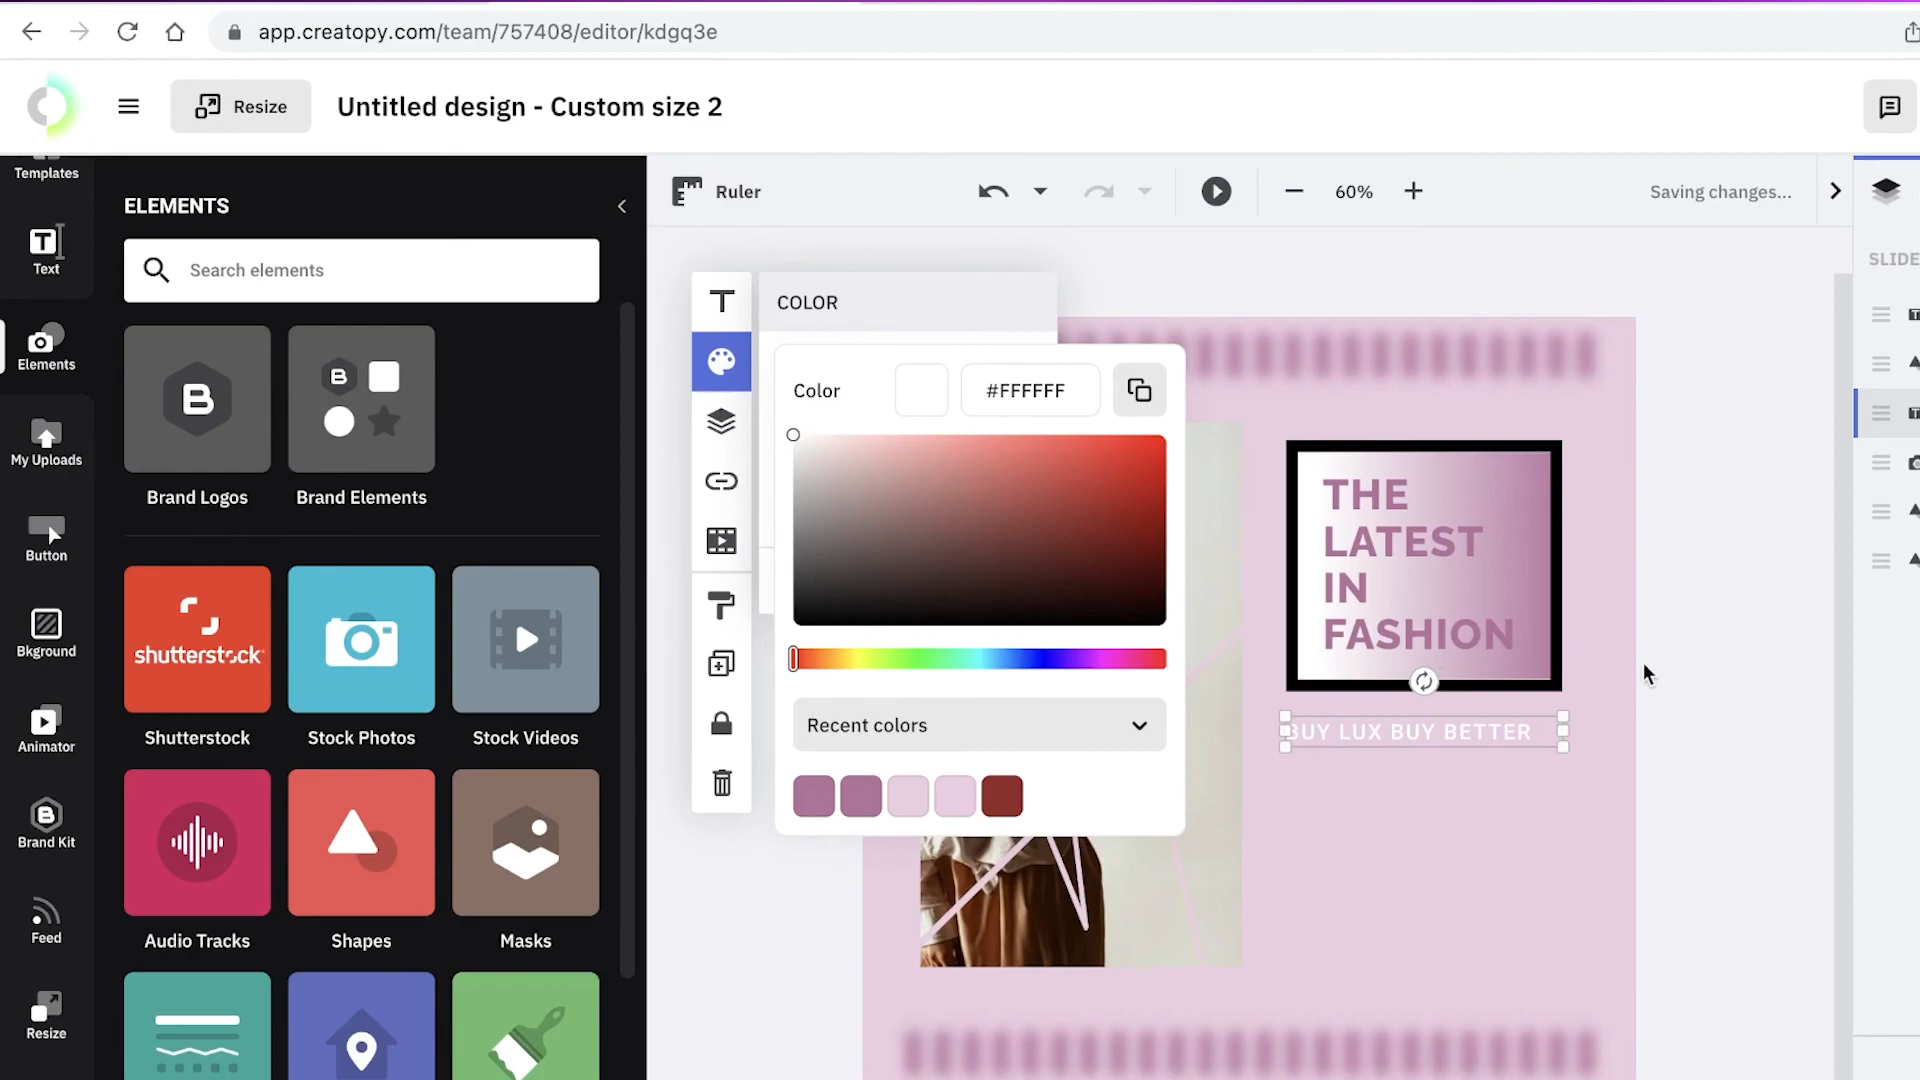 app.creatopy.com/team/757408/editor/kdgq3e
Resize
Untitled design - Custom size 2
Templates
Text
Elements
My Uploads
Button
Bkground
Animator
Brand Kit
Feed
Resize
ELEMENTS
Search elements
Brand Logos
Brand Elements
shutterstock
Shutterstock
Stock Photos
Stock Videos
Audio Tracks
Shapes
Masks
Ruler
60%
Saving changes...
COLOR
Color
#FFFFFF
Recent colors
THE
LATEST
IN
FASHION
BUY LUX BUY BETTER
SLIDE